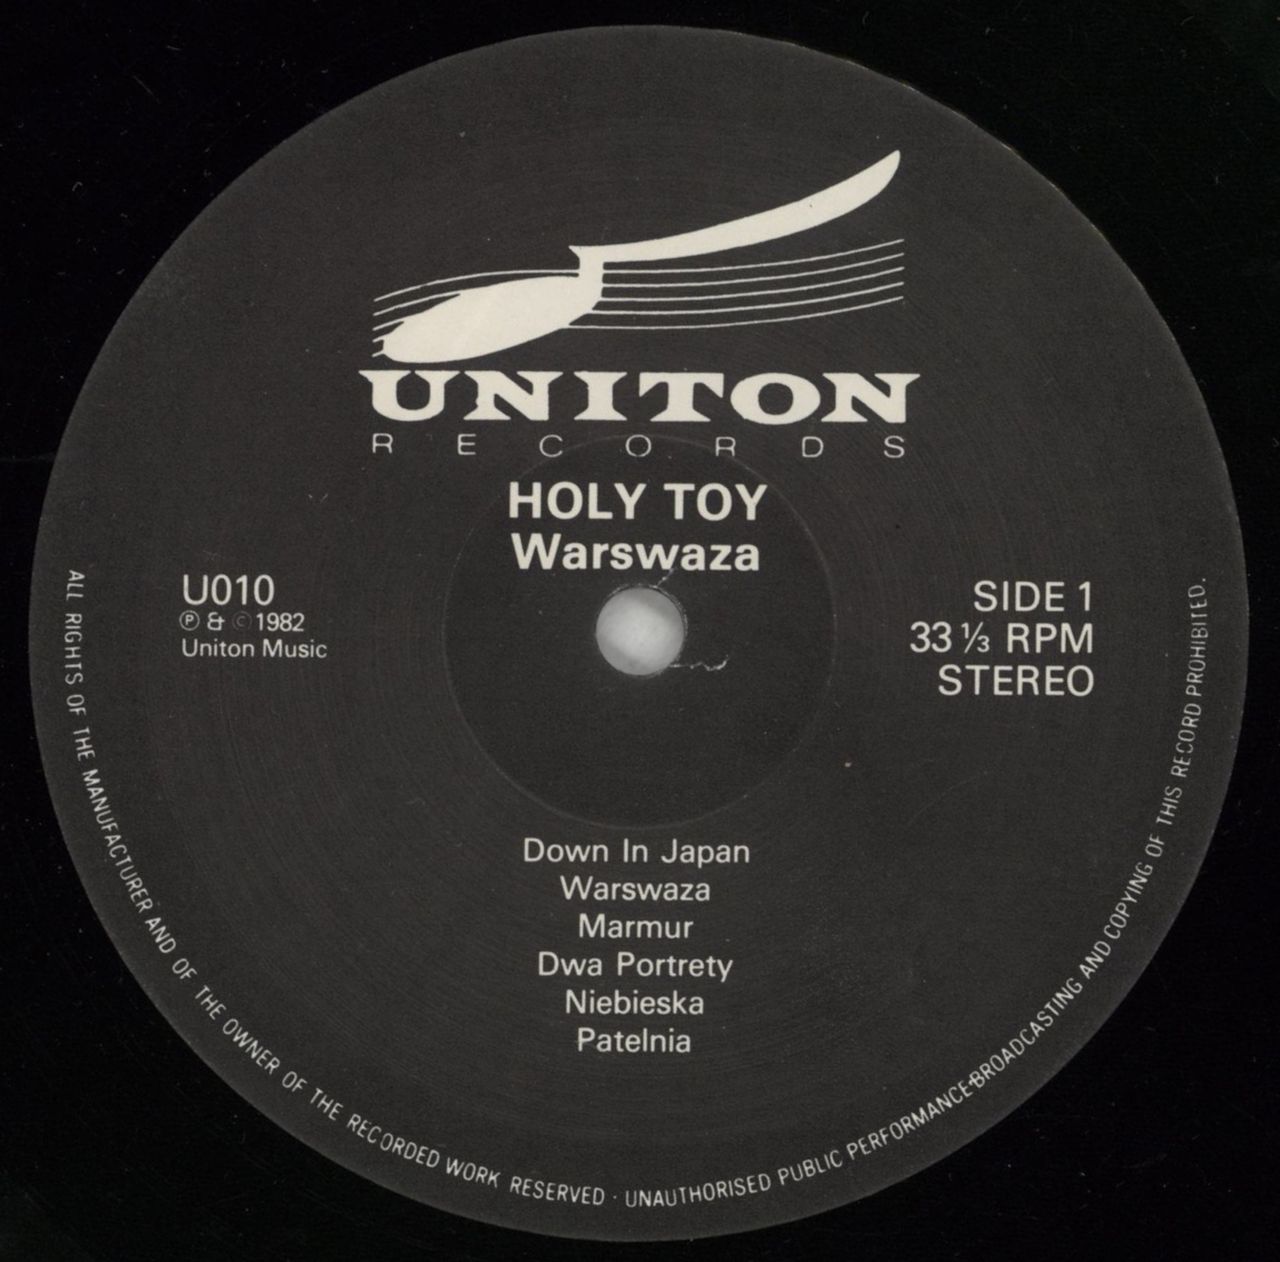 UNITON
RECORDS
HOLY TOY
Warswaza
U010
℗ & © 1982
Uniton Music
SIDE 1
33 ⅓ RPM
STEREO
Down In Japan
Warswaza
Marmur
Dwa Portrety
Niebieska
Patelnia
ALL RIGHTS OF THE MANUFACTURER AND OF THE OWNER OF THE RECORDED WORK RESERVED · UNAUTHORISED PUBLIC PERFORMANCE·BROADCASTING AND COPYING OF THIS RECORD PROHIBITED.